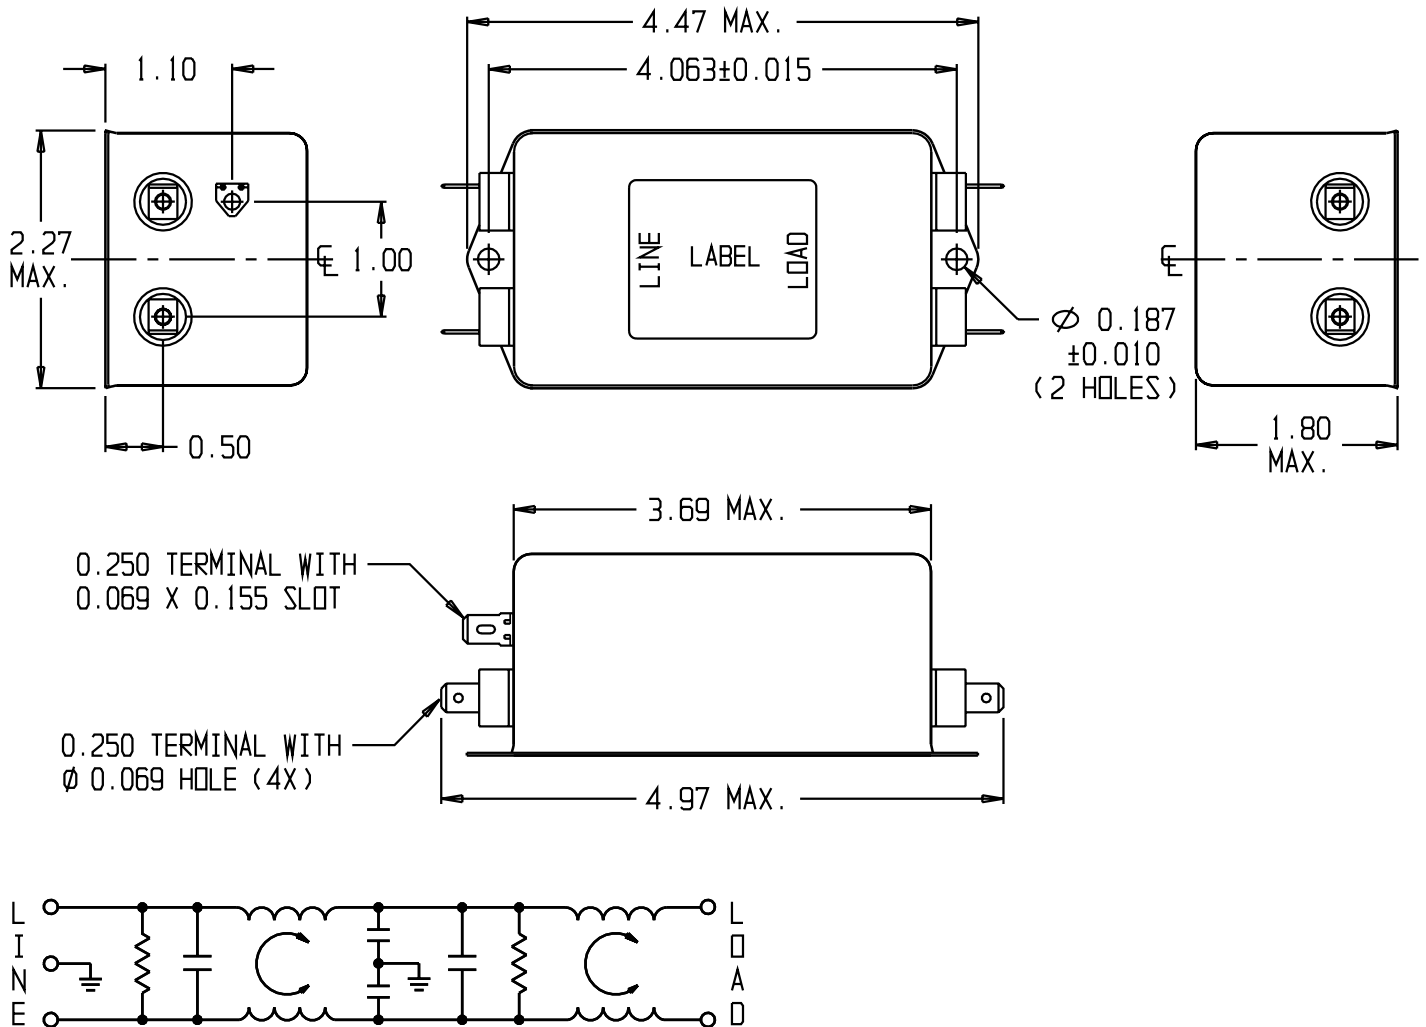 4.47 MAX.
1.10
4.063±0.015
2.27
MAX.
℄ 1.00
LINE
LABEL
LOAD
℄
Ø 0.187
±0.010
(2 HOLES)
0.50
1.80
MAX.
3.69 MAX.
0.250 TERMINAL WITH
0.069 X 0.155 SLOT
0.250 TERMINAL WITH
Ø 0.069 HOLE (4X)
4.97 MAX.
LINE
LOAD